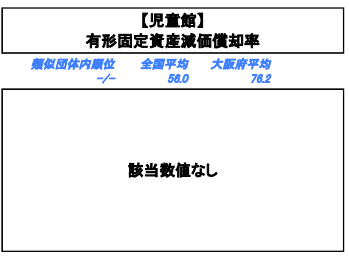 【児童館】
有形固定資産減価償却率
類似団体内順位 全国平均 大阪府平均
-/- 56.0 76.2
該当数値なし